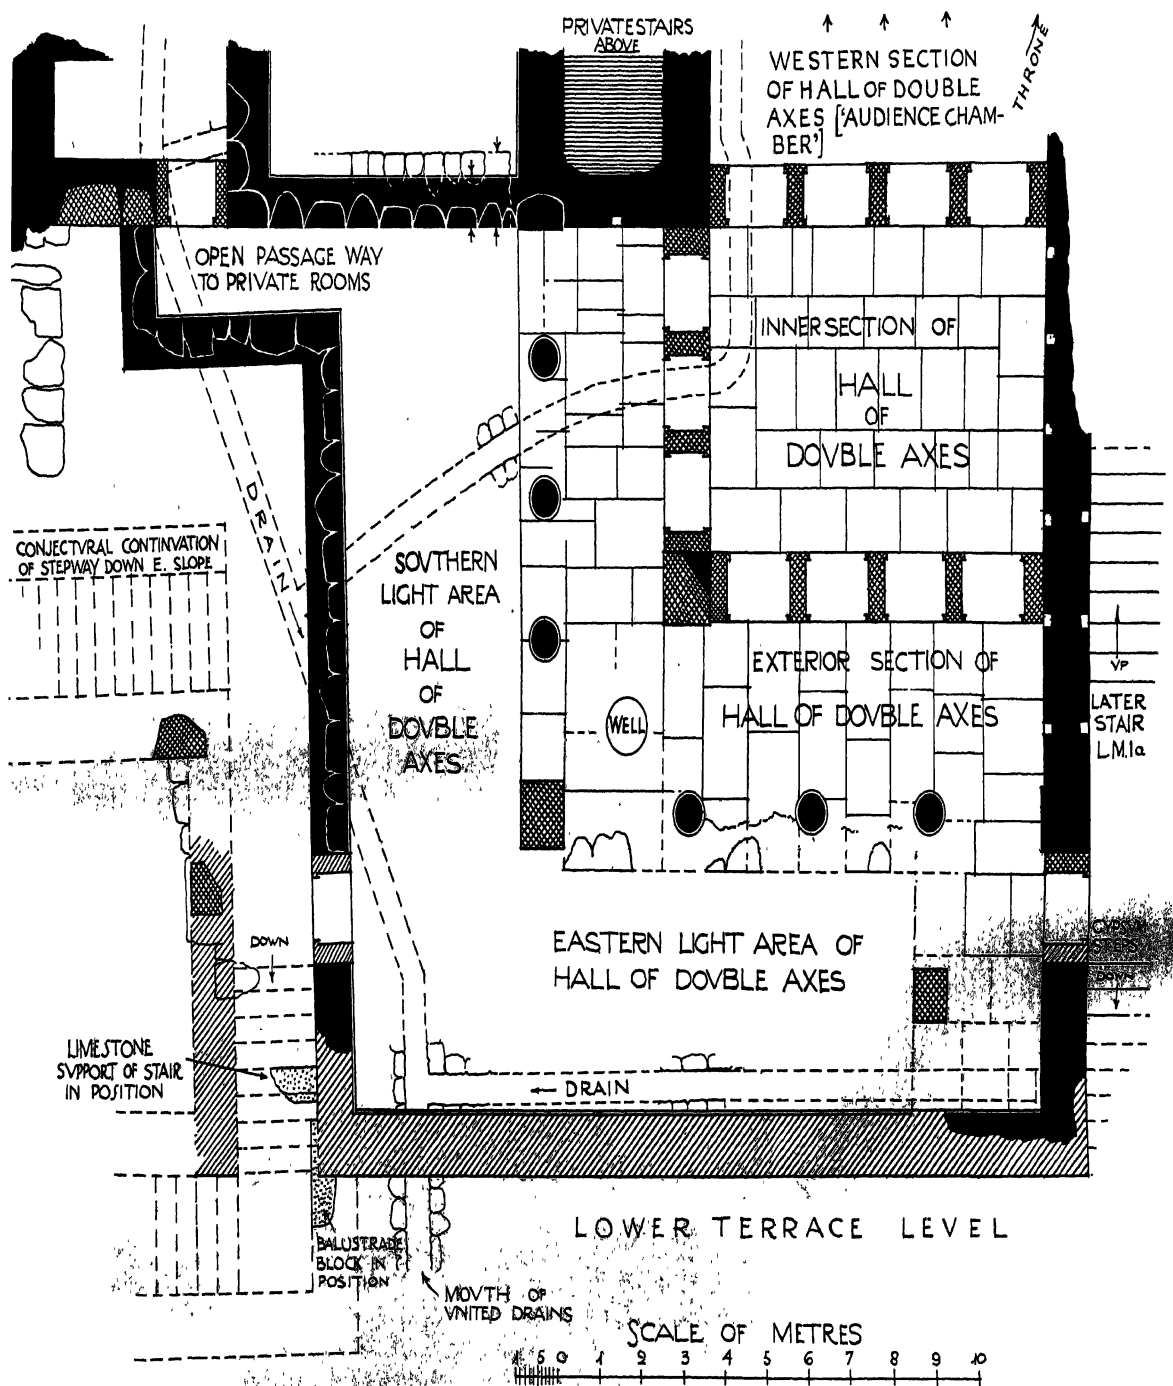 PRIVATE STAIRS
ABOVE
WESTERN SECTION
OF HALL OF DOUBLE
AXES ['AUDIENCE CHAM-
BER']
THRONE
OPEN PASSAGE WAY
TO PRIVATE ROOMS
INNER SECTION OF
HALL
OF
DOVBLE AXES
DRAIN
CONJECTVRAL CONTINVATION
OF STEPWAY DOWN E. SLOPE
SOVTHERN
LIGHT AREA
OF
HALL
OF
DOVBLE
AXES
EXTERIOR SECTION OF
HALL OF DOVBLE AXES
WELL
VP
LATER
STAIR
L.M.Ia
GYPSVM
STEPS
DOWN
DOWN
EASTERN LIGHT AREA OF
HALL OF DOVBLE AXES
LIMESTONE
SVPPORT OF STAIR
IN POSITION
← DRAIN
BALUSTRADE
BLOCK IN
POSITION
LOWER TERRACE LEVEL
MOVTH OF
VNITED DRAINS
SCALE OF METRES
5 0 1 2 3 4 5 6 7 8 9 10